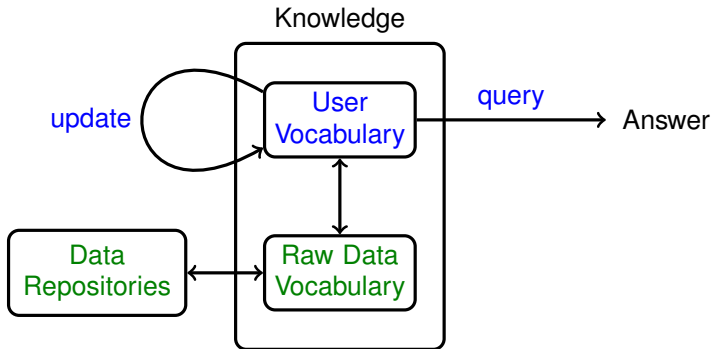 Knowledge
User
Vocabulary
update
query
Answer
Data
Repositories
Raw Data
Vocabulary